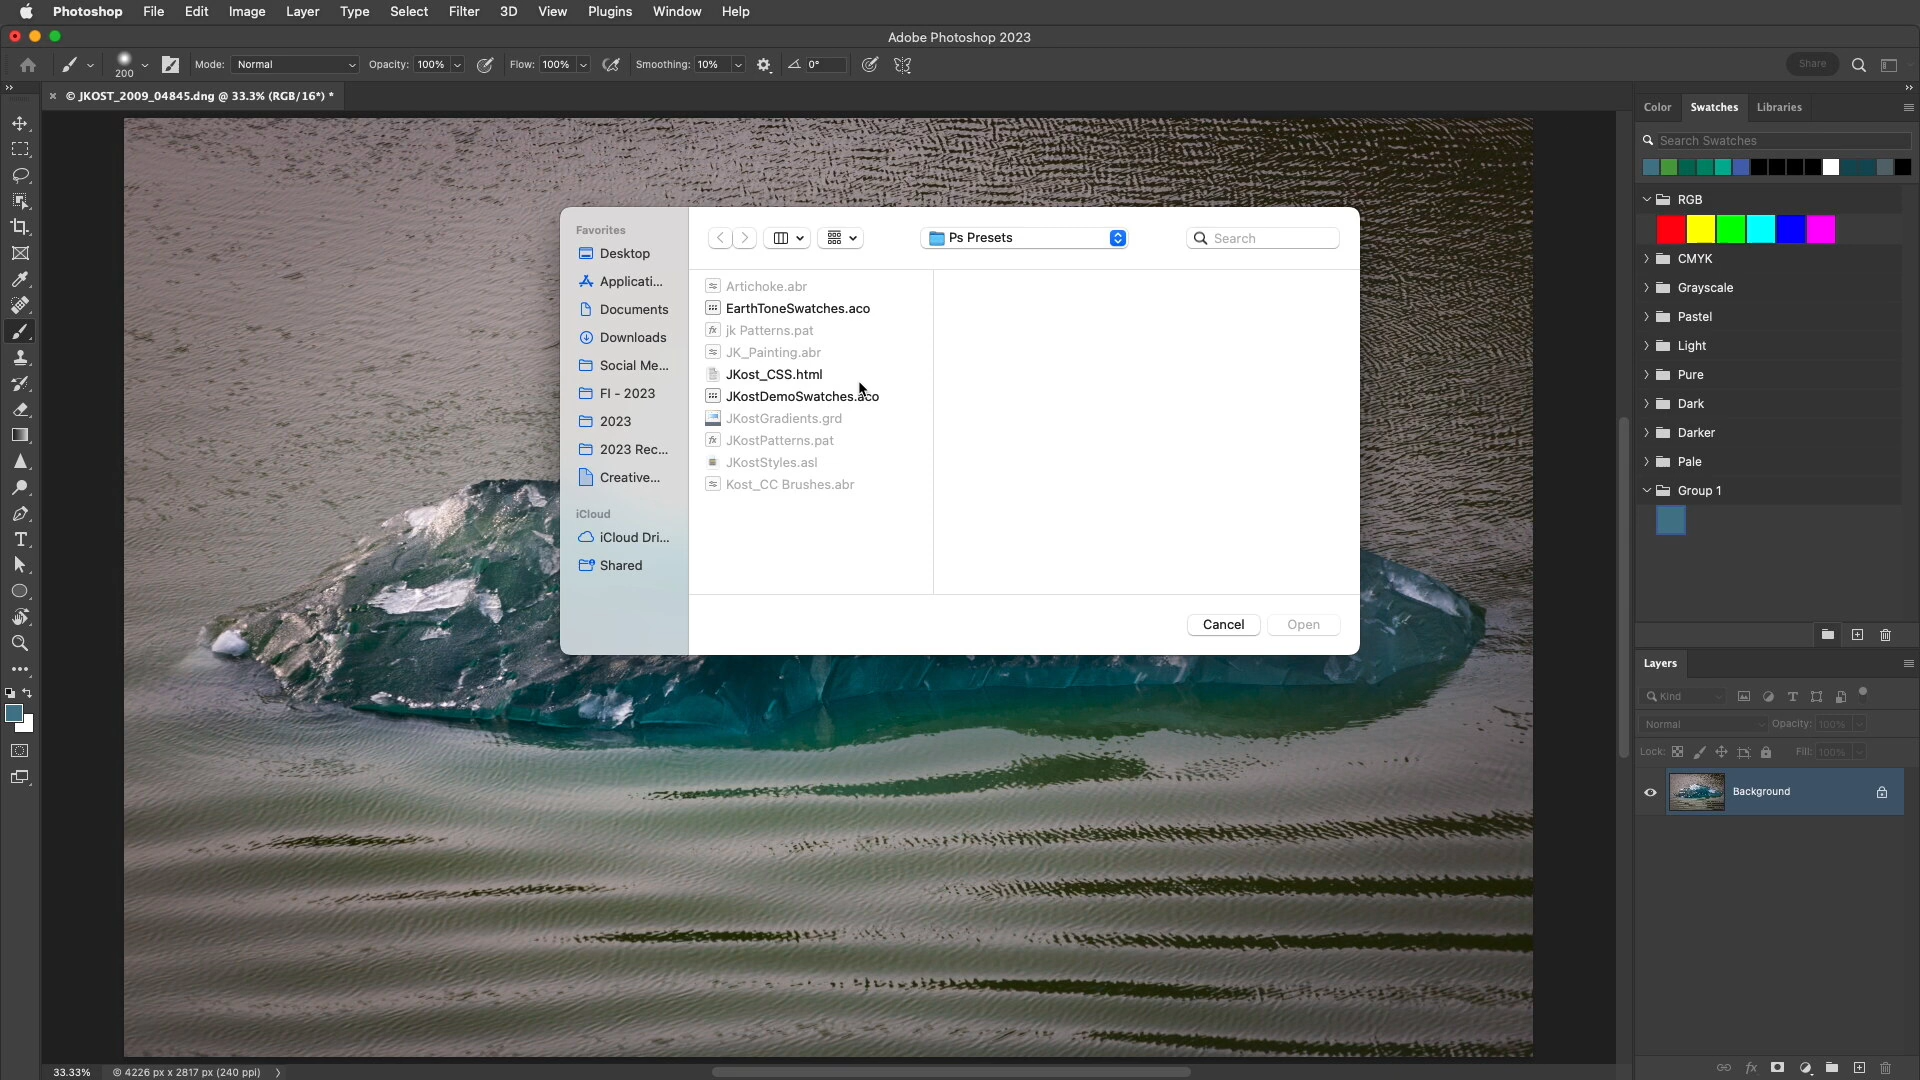 Photoshop File Edit Image Layer Type Select Filter 3D View Plugins Window Help
Adobe Photoshop 2023
200 Mode: Normal Opacity: 100% Flow: 100% Smoothing: 10% 0° Share
× © JKOST_2009_04845.dng @ 33.3% (RGB/16*) *
Color Swatches Libraries
Search Swatches
RGB
CMYK
Grayscale
Pastel
Light
Pure
Dark
Darker
Pale
Group 1
Favorites
Desktop
Applicati...
Documents
Downloads
Social Me...
FI - 2023
2023
2023 Rec...
Creative...
iCloud
iCloud Dri...
Shared
Ps Presets
Search
Artichoke.abr
EarthToneSwatches.aco
jk Patterns.pat
JK_Painting.abr
JKost_CSS.html
JKostDemoSwatches.aco
JKostGradients.grd
JKostPatterns.pat
JKostStyles.asl
Kost_CC Brushes.abr
Cancel Open
Layers
Kind
Normal Opacity: 100%
Lock: Fill: 100%
Background
33.33% © 4226 px x 2817 px (240 ppi)